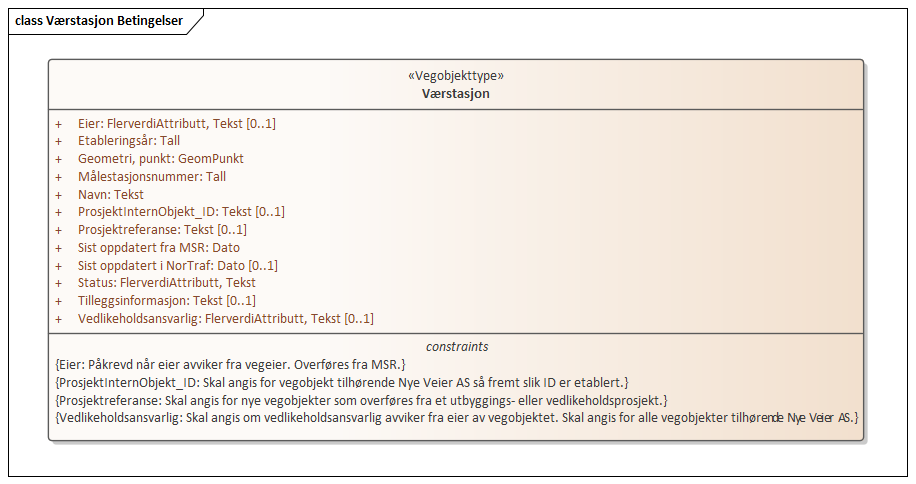 class Værstasjon Betingelser
«Vegobjekttype»
Værstasjon
+ Eier: FlerverdiAttributt, Tekst [0..1]
+ Etableringsår: Tall
+ Geometri, punkt: GeomPunkt
+ Målestasjonsnummer: Tall
+ Navn: Tekst
+ ProsjektInternObjekt_ID: Tekst [0..1]
+ Prosjektreferanse: Tekst [0..1]
+ Sist oppdatert fra MSR: Dato
+ Sist oppdatert i NorTraf: Dato [0..1]
+ Status: FlerverdiAttributt, Tekst
+ Tilleggsinformasjon: Tekst [0..1]
+ Vedlikeholdsansvarlig: FlerverdiAttributt, Tekst [0..1]
constraints
{Eier: Påkrevd når eier avviker fra vegeier. Overføres fra MSR.}
{ProsjektInternObjekt_ID: Skal angis for vegobjekt tilhørende Nye Veier AS så fremt slik ID er etablert.}
{Prosjektreferanse: Skal angis for nye vegobjekter som overføres fra et utbyggings- eller vedlikeholdsprosjekt.}
{Vedlikeholdsansvarlig: Skal angis om vedlikeholdsansvarlig avviker fra eier av vegobjektet. Skal angis for alle vegobjekter tilhørende Nye Veier AS.}